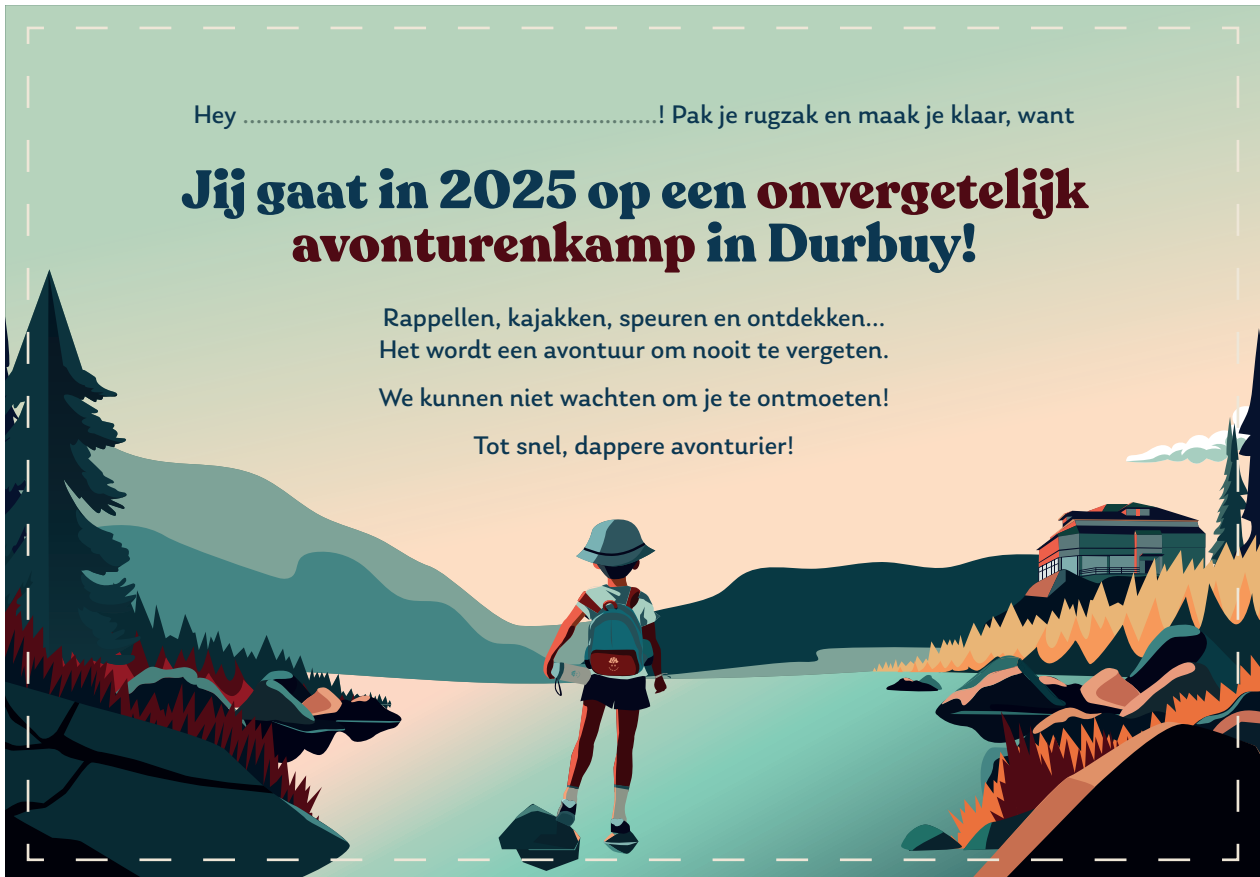 Hey ................................................................! Pak je rugzak en maak je klaar, want
Jij gaat in 2025 op een onvergetelijk
avonturenkamp in Durbuy!
Rappellen, kajakken, speuren en ontdekken...
Het wordt een avontuur om nooit te vergeten.
We kunnen niet wachten om je te ontmoeten!
Tot snel, dappere avonturier!